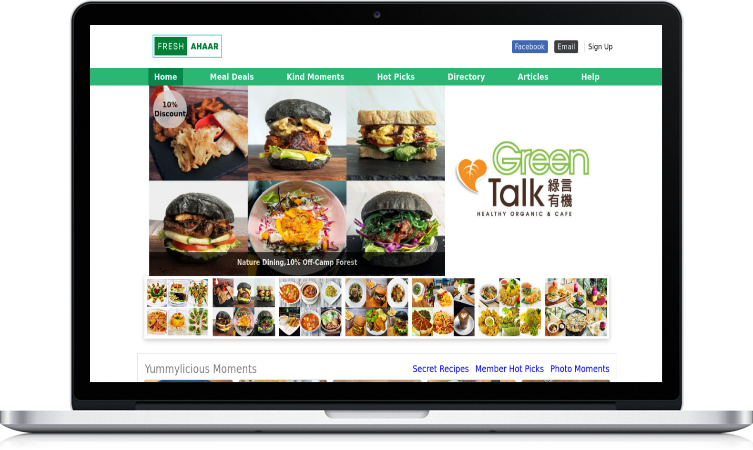 FRESH AHAAR
Facebook Email Sign Up
Home Meal Deals Kind Moments Hot Picks Directory Articles Help
10%
Discount
Green
Talk 綠言
有機
HEALTHY ORGANIC & CAFE
Nature Dining,10% Off-Camp Forest
Yummylicious Moments
Secret Recipes Member Hot Picks Photo Moments